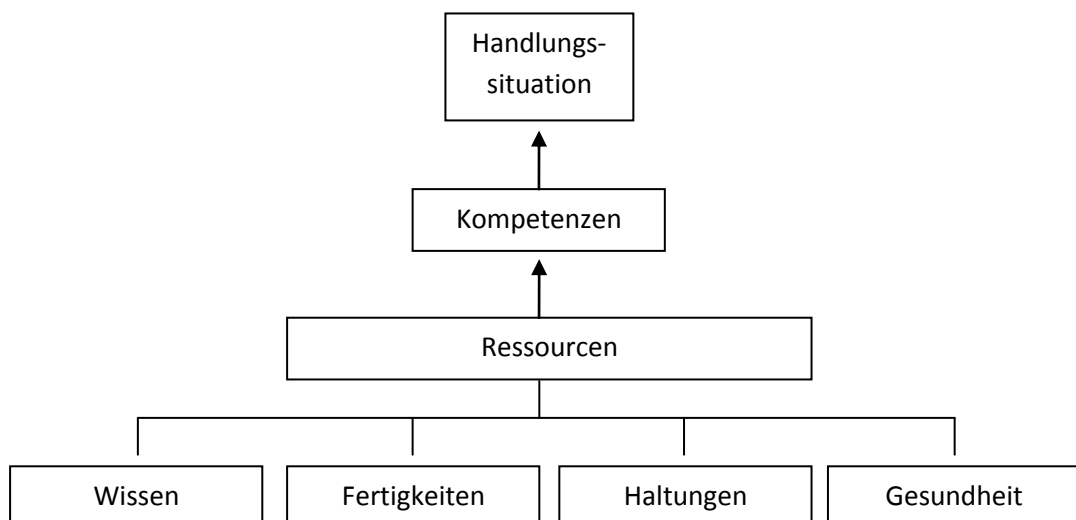 Handlungs-
situation
Kompetenzen
Ressourcen
Wissen
Fertigkeiten
Haltungen
Gesundheit